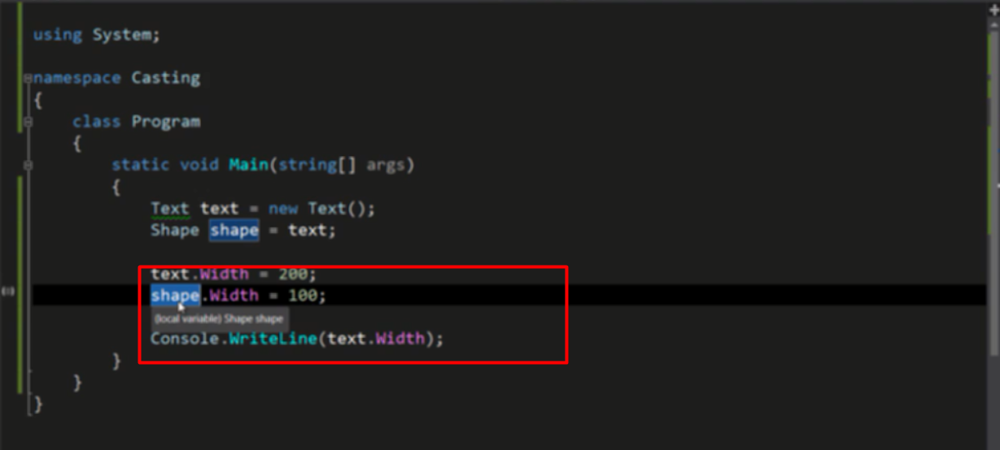 using System;
namespace Casting
{
class Program
{
static void Main(string[] args)
{
Text text = new Text();
Shape shape = text;
text.Width = 200;
shape.Width = 100;
(local variable) Shape shape
Console.WriteLine(text.Width);
}
}
}